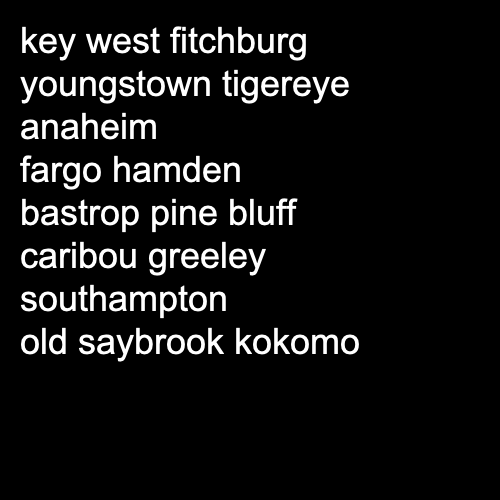 key west fitchburg
youngstown tigereye
anaheim
fargo hamden
bastrop pine bluff
caribou greeley
southampton
old saybrook kokomo